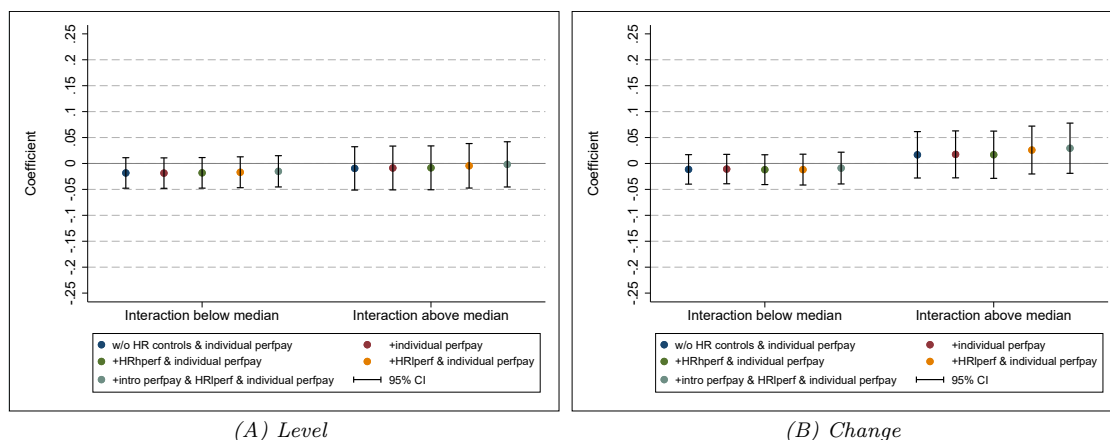 Coefficient
.25
.2
.15
.1
.05
0
-.05
-.1
-.15
-.2
-.25
Interaction below median
Interaction above median
w/o HR controls & individual perfpay
+individual perfpay
+HRhperf & individual perfpay
+HRlperf & individual perfpay
+intro perfpay & HRlperf & individual perfpay
95% CI
(A) Level
Coefficient
.25
.2
.15
.1
.05
0
-.05
-.1
-.15
-.2
-.25
Interaction below median
Interaction above median
w/o HR controls & individual perfpay
+individual perfpay
+HRhperf & individual perfpay
+HRlperf & individual perfpay
+intro perfpay & HRlperf & individual perfpay
95% CI
(B) Change